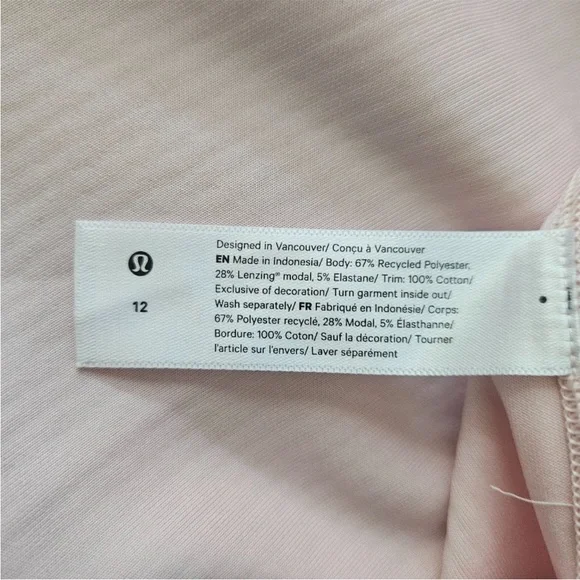 Designed in Vancouver/ Conçu à Vancouver
EN Made in Indonesia/ Body: 67% Recycled Polyester,
28% Lenzing® modal, 5% Elastane/ Trim: 100% Cotton/
Exclusive of decoration/ Turn garment inside out/
Wash separately/ FR Fabriqué en Indonésie/ Corps:
67% Polyester recyclé, 28% Modal, 5% Élasthanne/
Bordure: 100% Coton/ Sauf la décoration/ Tourner
l'article sur l'envers/ Laver séparément
12